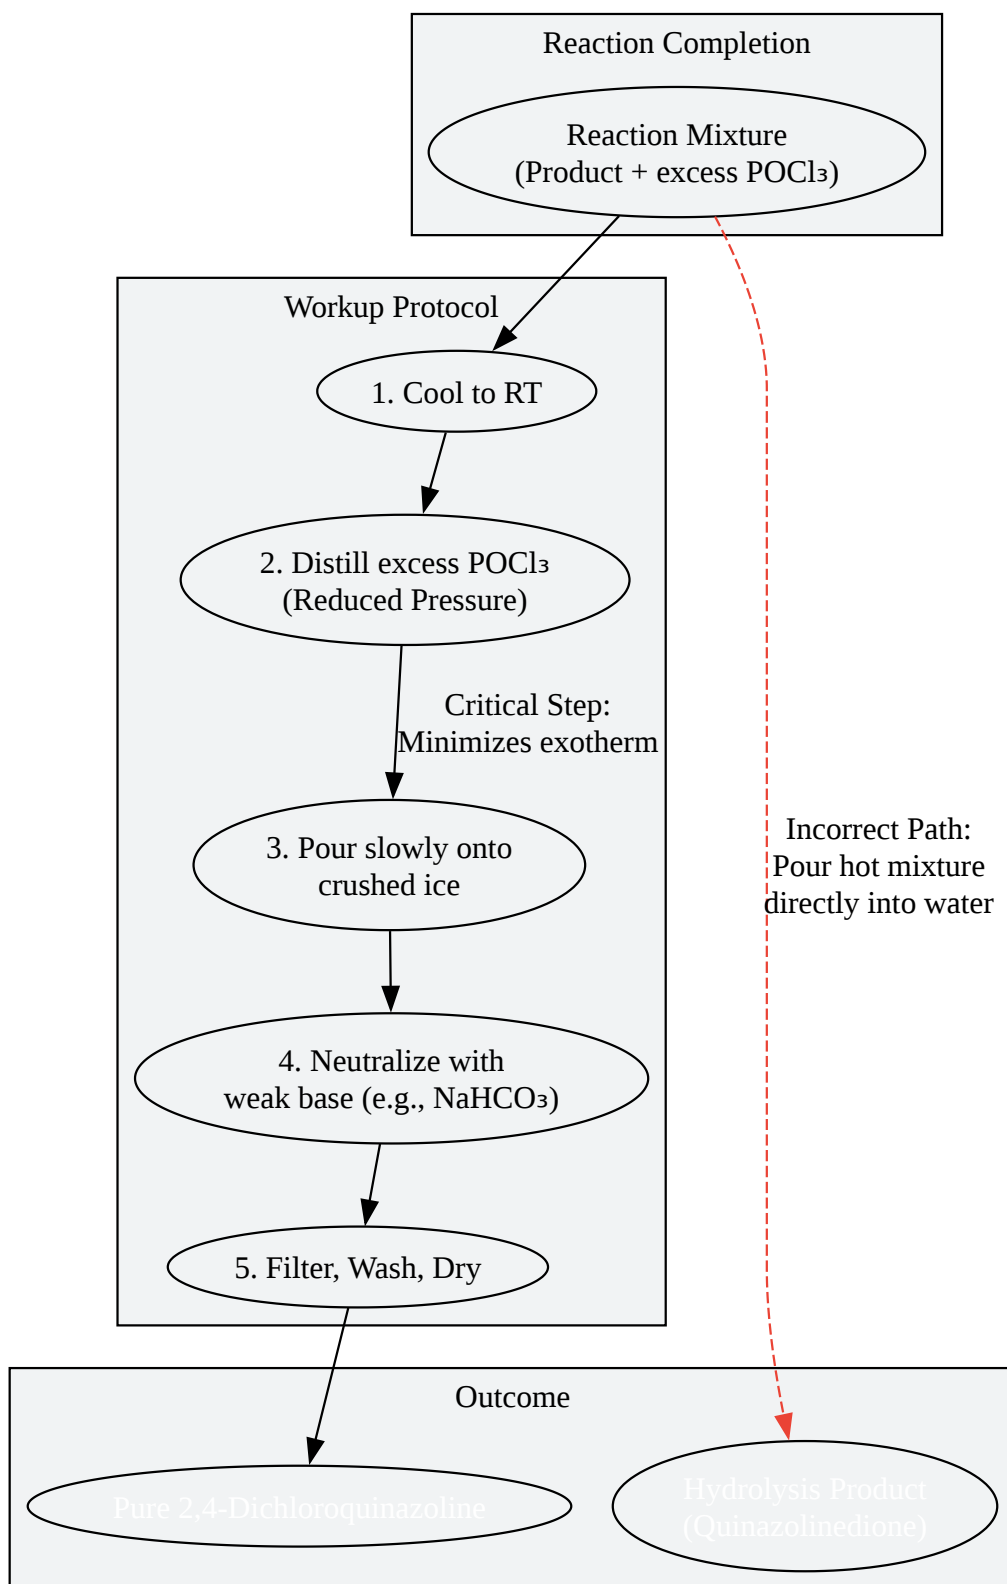 Reaction Completion
Reaction Mixture
(Product + excess POCl₃)
Workup Protocol
1. Cool to RT
2. Distill excess POCl₃
(Reduced Pressure)
Critical Step:
Minimizes exotherm
3. Pour slowly onto
crushed ice
Incorrect Path:
Pour hot mixture
directly into water
4. Neutralize with
weak base (e.g., NaHCO₃)
5. Filter, Wash, Dry
Outcome
Pure 2,4-Dichloroquinazoline
Hydrolysis Product
(Quinazolinedione)